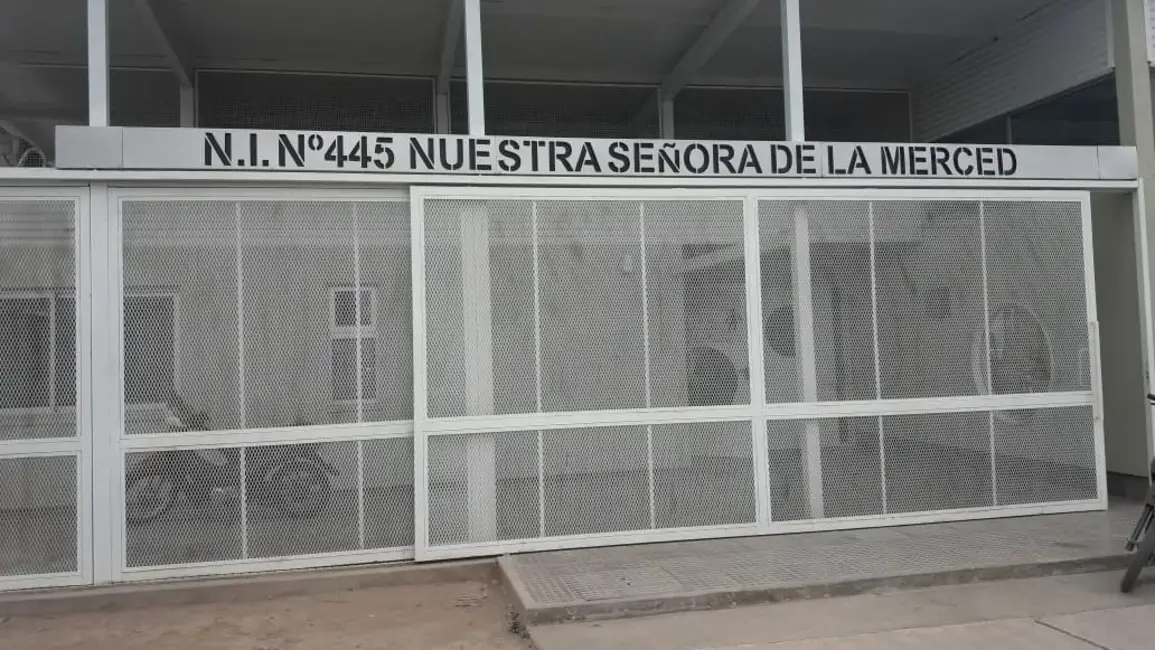 N.I.Nº445 NUESTRA SEÑORA DE LA MERCED